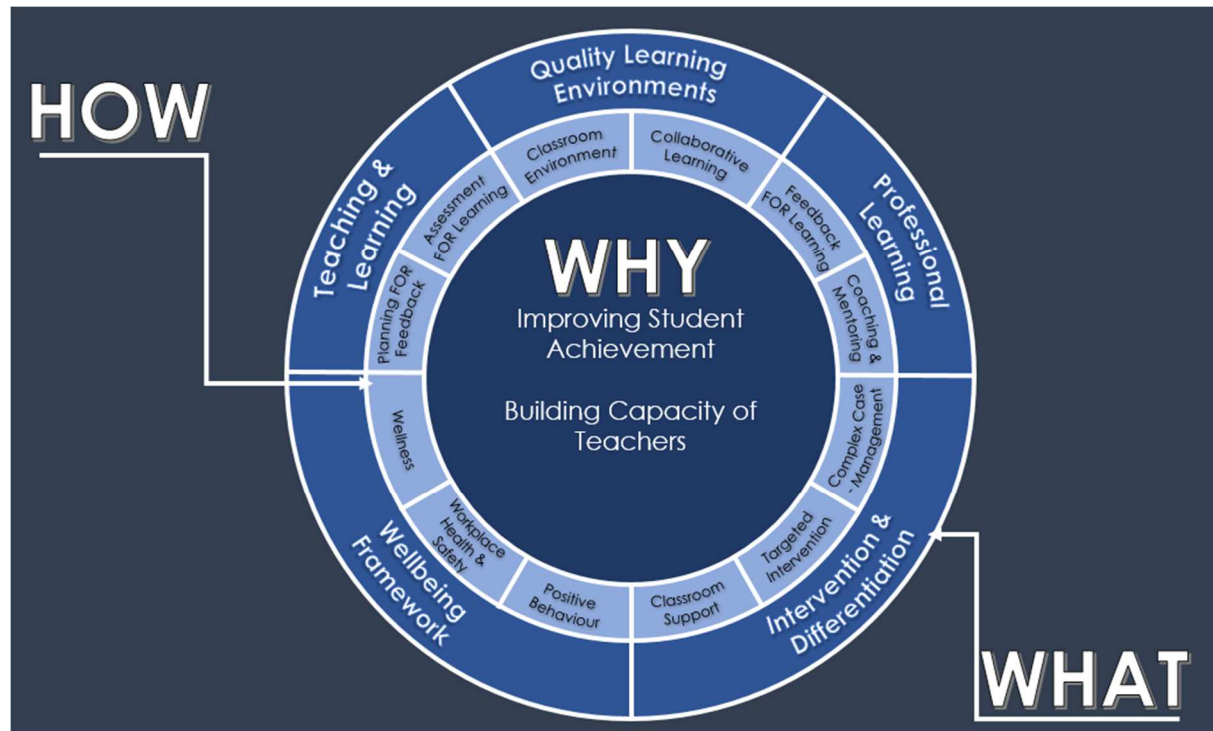 HOW
Quality Learning
Environments
Teaching &
Learning
Professional
Learning
Classroom
Environment
Collaborative
Learning
Assessment
FOR Learning
Feedback
FOR Learning
Planning FOR
Feedback
Coaching &
Mentoring
WHY
Improving Student
Achievement
Building Capacity of
Teachers
Wellness
Complex Case
- Management
Workplace
Health &
Safety
Targeted
Intervention
Positive
Behaviour
Classroom
Support
Wellbeing
Framework
Intervention &
Differentiation
WHAT